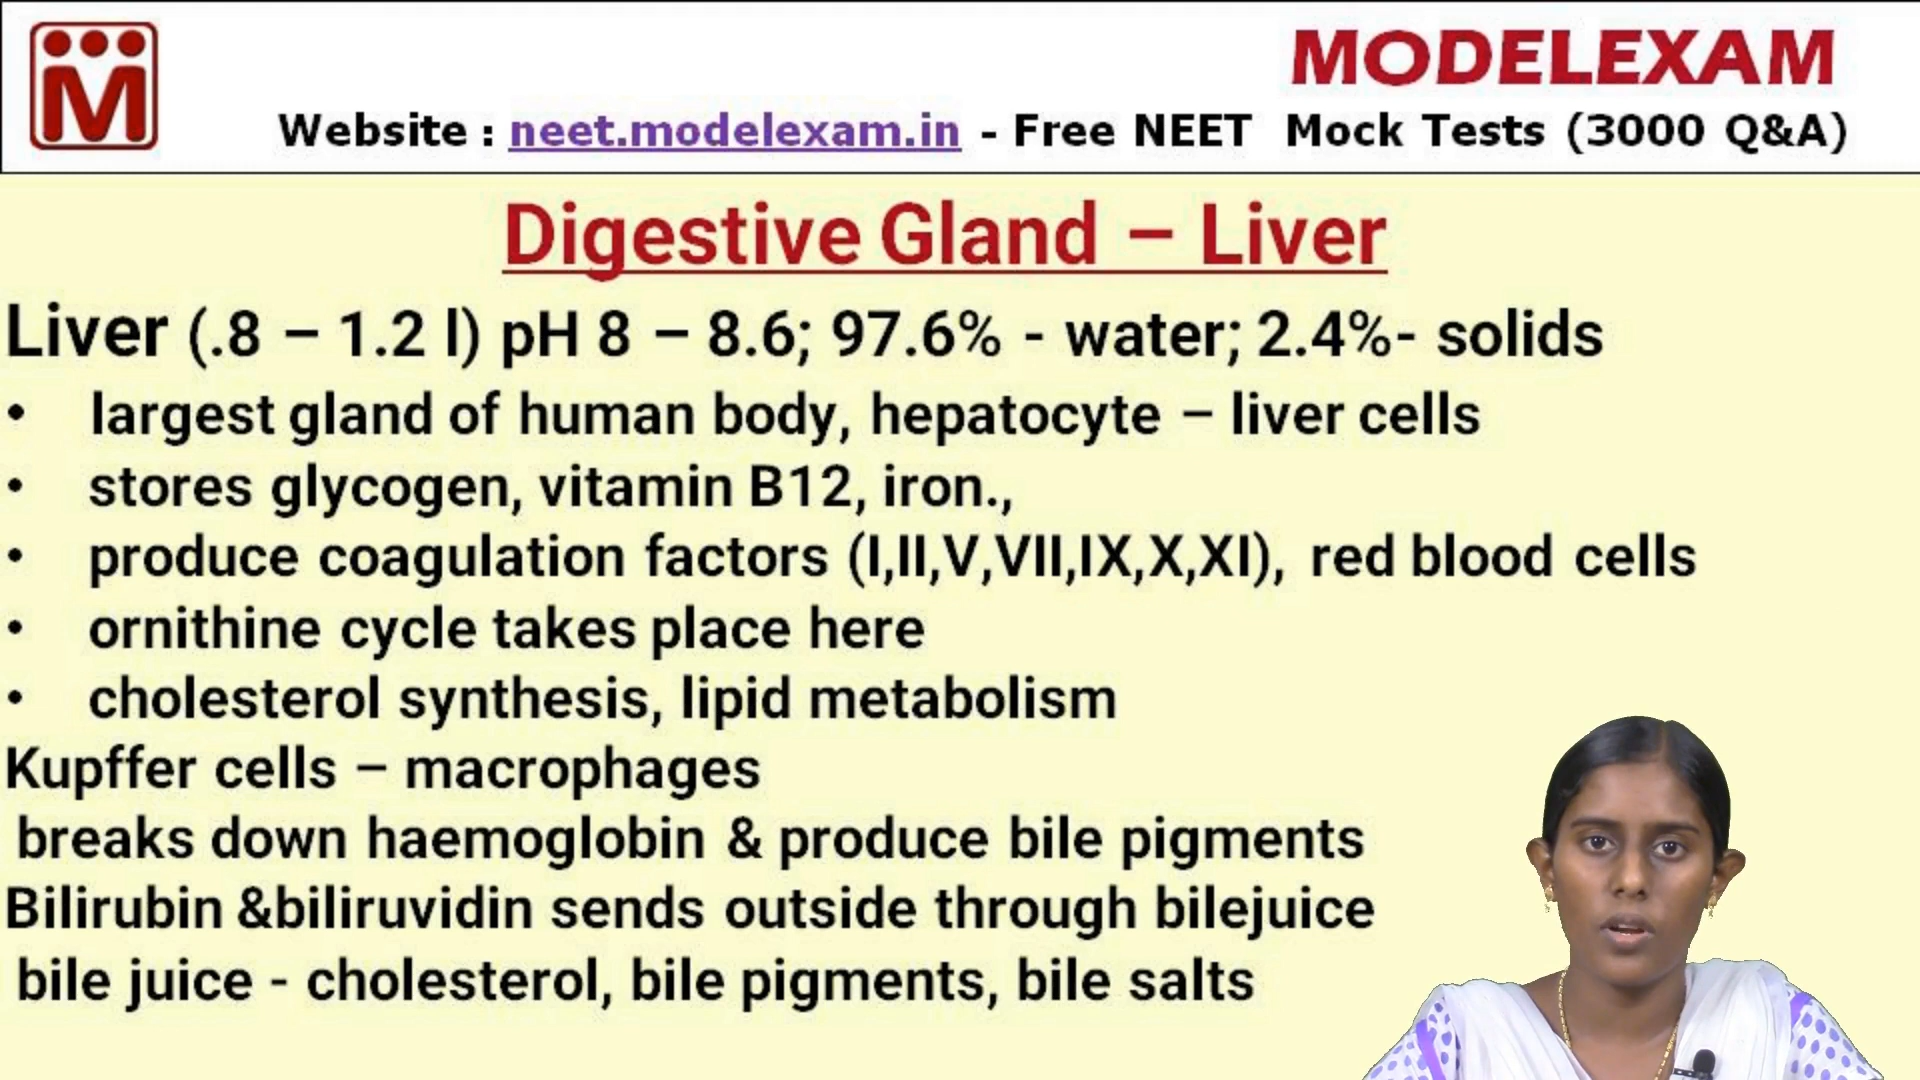 M
MODELEXAM
Website : neet.modelexam.in - Free NEET Mock Tests (3000 Q&A)
Digestive Gland – Liver
Liver (.8 – 1.2 l) pH 8 – 8.6; 97.6% - water; 2.4%- solids
• largest gland of human body, hepatocyte – liver cells
• stores glycogen, vitamin B12, iron.,
• produce coagulation factors (I,II,V,VII,IX,X,XI), red blood cells
• ornithine cycle takes place here
• cholesterol synthesis, lipid metabolism
Kupffer cells – macrophages
breaks down haemoglobin & produce bile pigments
Bilirubin &biliruvidin sends outside through bilejuice
bile juice - cholesterol, bile pigments, bile salts